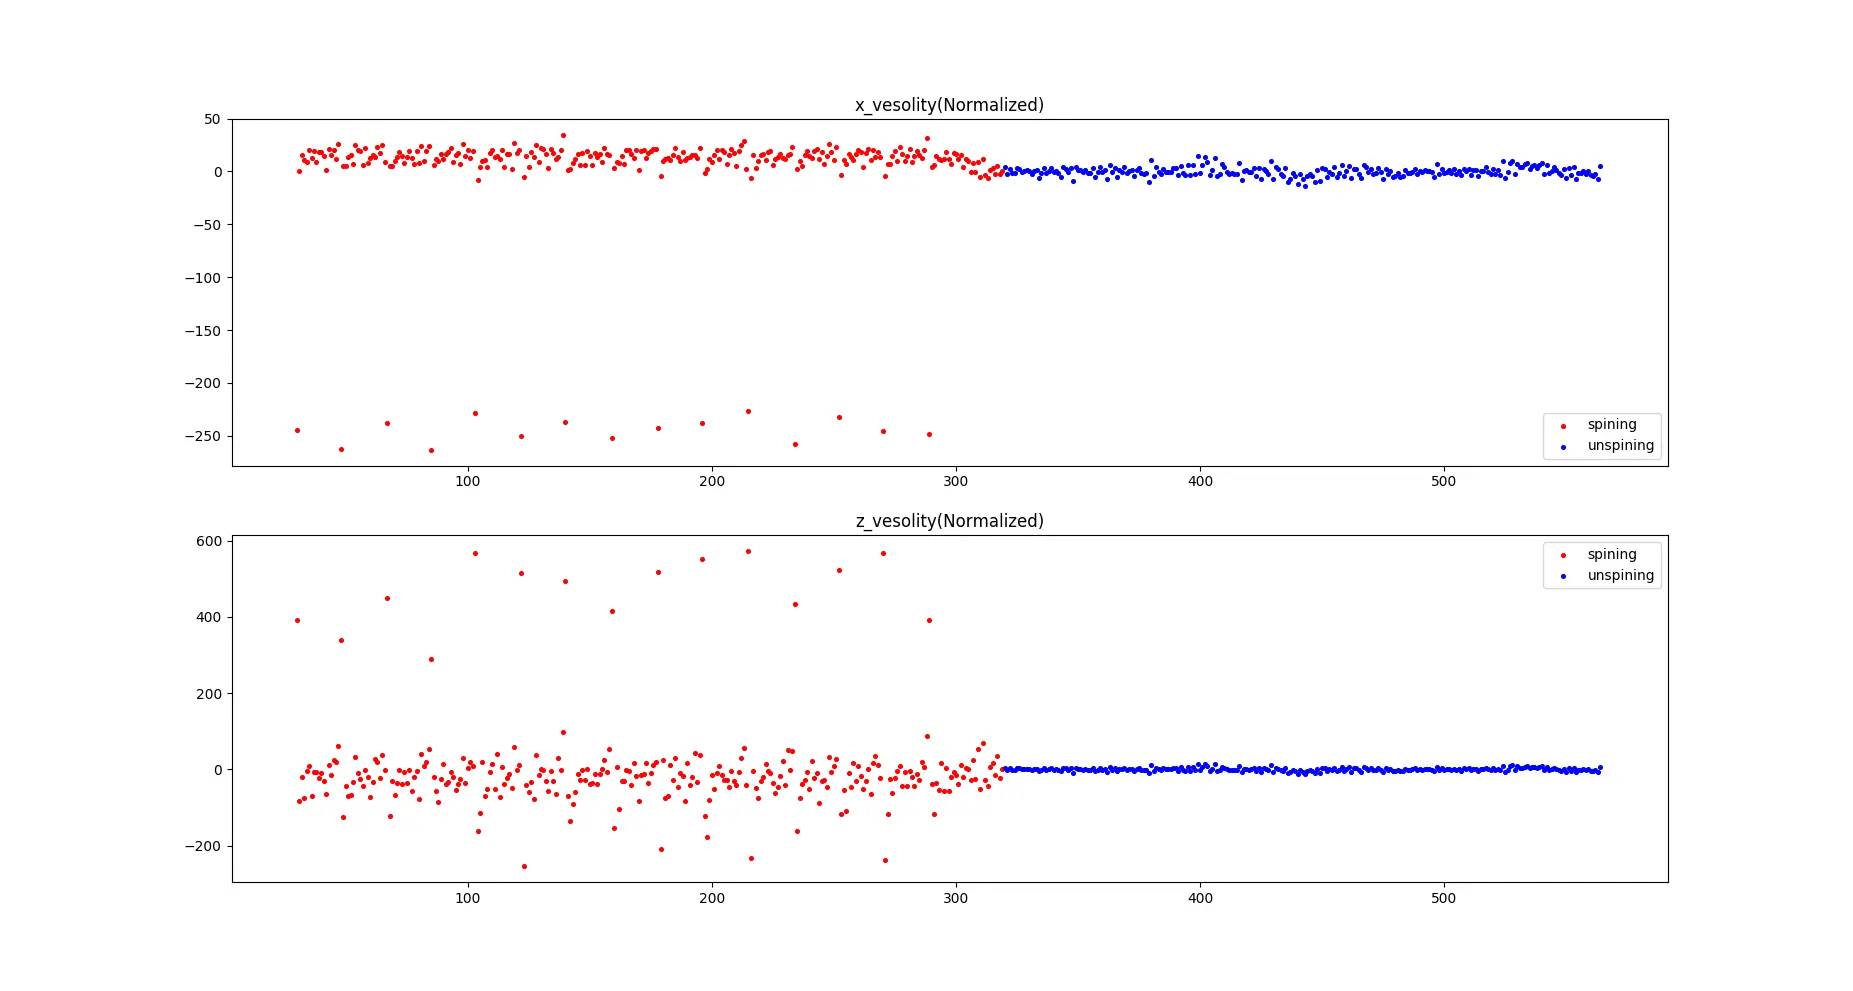 x_vesolity(Normalized)
50
0
−50
−100
−150
−200
−250
spining
unspining
100 200 300 400 500
z_vesolity(Normalized)
600
400
200
0
−200
spining
unspining
100 200 300 400 500